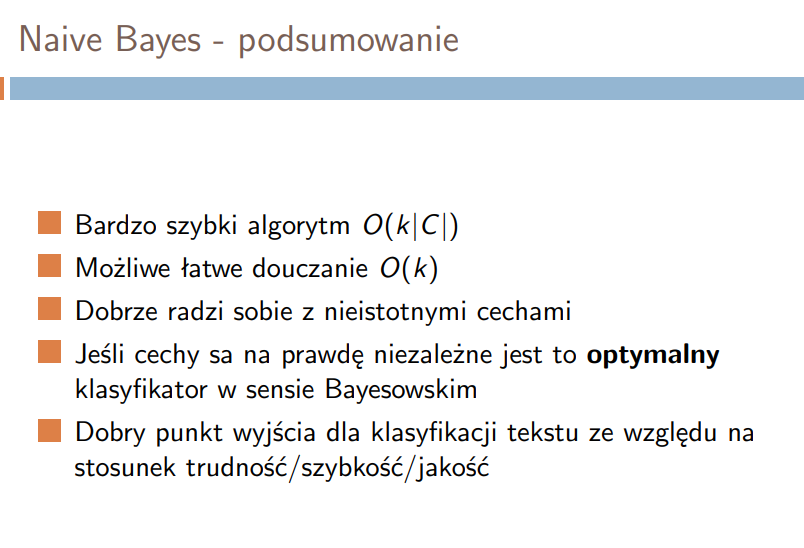 Naive Bayes - podsumowanie
Bardzo szybki algorytm O(k|C|)
Możliwe łatwe douczanie O(k)
Dobrze radzi sobie z nieistotnymi cechami
Jeśli cechy sa na prawdę niezależne jest to optymalny
klasyfikator w sensie Bayesowskim
Dobry punkt wyjścia dla klasyfikacji tekstu ze względu na
stosunek trudność/szybkość/jakość